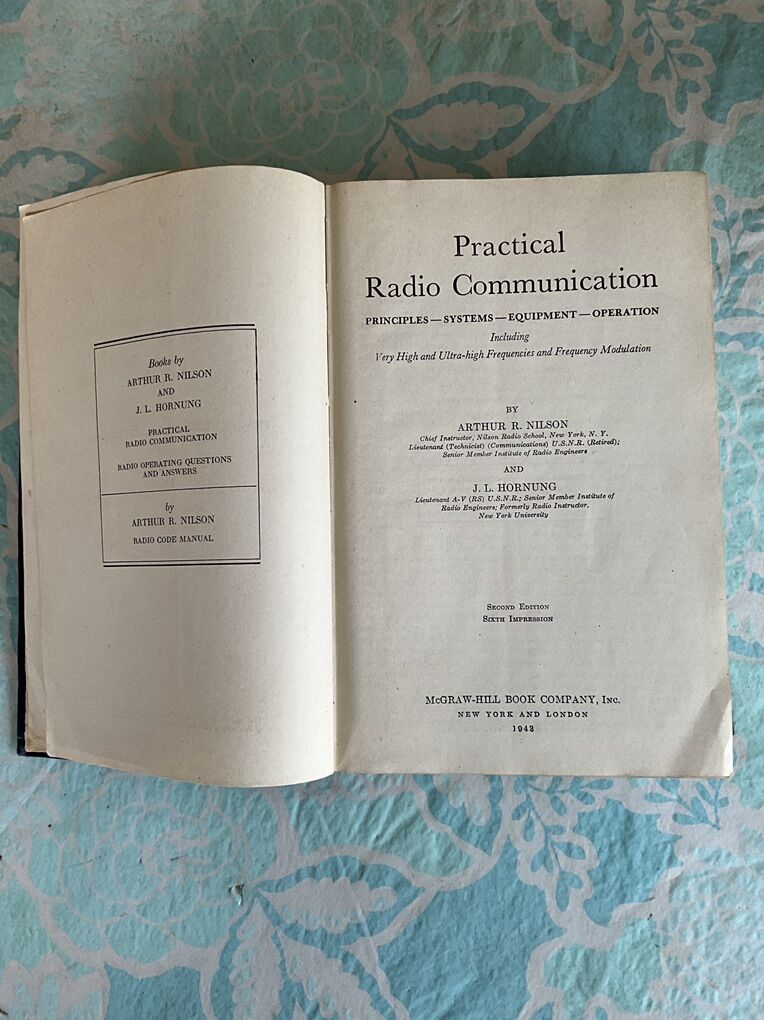 Books by
ARTHUR R. NILSON
AND
J. L. HORNUNG
PRACTICAL
RADIO COMMUNICATION
RADIO OPERATING QUESTIONS
AND ANSWERS
by
ARTHUR R. NILSON
RADIO CODE MANUAL
Practical
Radio Communication
PRINCIPLES — SYSTEMS — EQUIPMENT — OPERATION
Including
Very High and Ultra-high Frequencies and Frequency Modulation
BY
ARTHUR R. NILSON
Chief Instructor, Nilson Radio School, New York, N. Y.
Lieutenant (Technicist) (Communications) U.S.N.R. (Retired);
Senior Member Institute of Radio Engineers
AND
J. L. HORNUNG
Lieutenant A-V (RS) U.S.N.R.; Senior Member Institute of
Radio Engineers; Formerly Radio Instructor,
New York University
SECOND EDITION
SIXTH IMPRESSION
McGRAW-HILL BOOK COMPANY, INC.
NEW YORK AND LONDON
1943